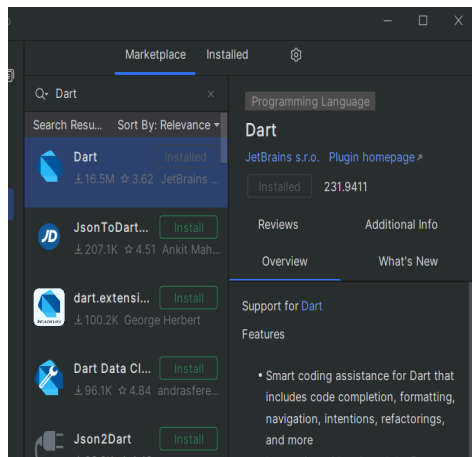 Marketplace Installed
Dart
Search Resu... Sort By: Relevance
Dart Installed
16.5M 3.62 JetBrains ...
JsonToDart... Install
207.1K 4.51 Ankit Mah...
dart.extensi... Install
100.2K George Herbert
Dart Data Cl... Install
96.1K 4.84 andrasfere...
Json2Dart Install
Programming Language
Dart
JetBrains s.r.o. Plugin homepage
Installed 231.9411
Reviews Additional Info
Overview What's New
Support for Dart
Features
• Smart coding assistance for Dart that
includes code completion, formatting,
navigation, intentions, refactorings,
and more